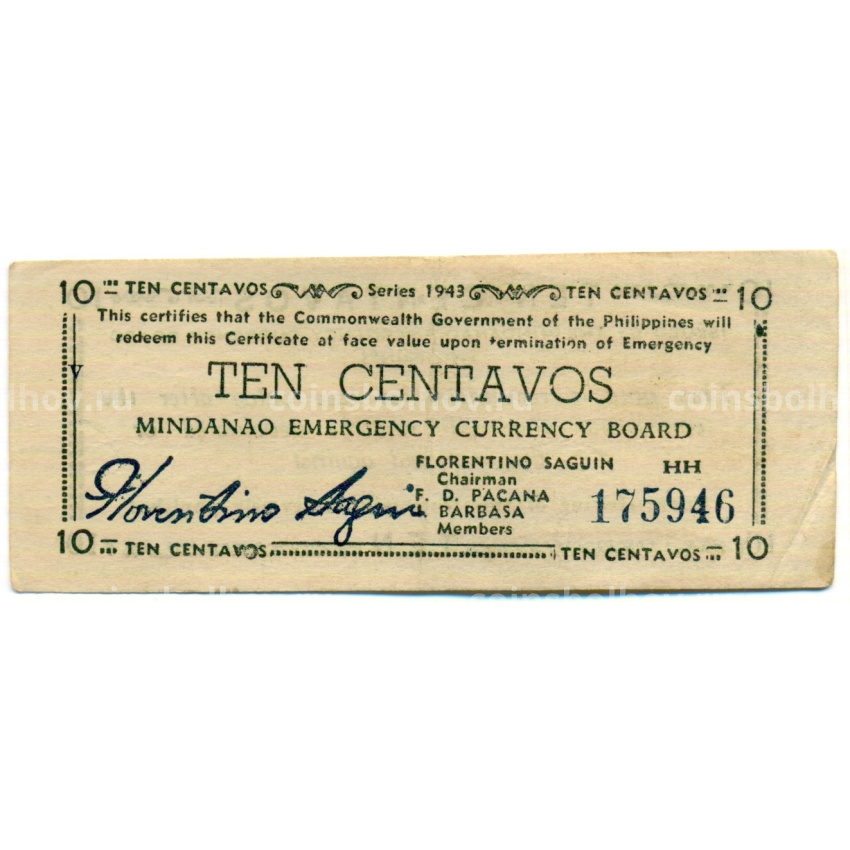 10 TEN CENTAVOS Series 1943 TEN CENTAVOS 10
This certifies that the Commonwealth Government of the Philippines will
redeem this Certifcate at face value upon termination of Emergency
V
TEN CENTAVOS
coinsbolhov.ru
MINDANAO EMERGENCY CURRENCY BOARD
FLORENTINO SAGUIN HH
Chairman
Florentino Saguin
F. D. PACANA
BARBASA
175946
Members
10 TEN CENTAVOS TEN CENTAVOS 10